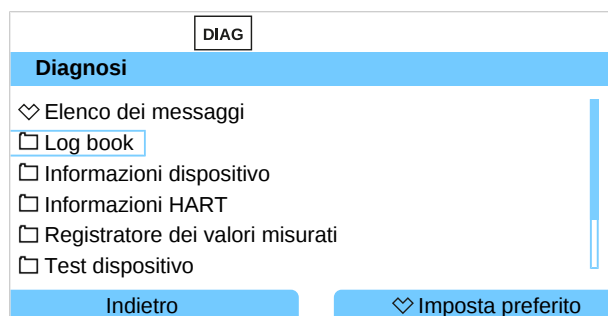 DIAG
Diagnosi
Elenco dei messaggi
Log book
Informazioni dispositivo
Informazioni HART
Registratore dei valori misurati
Test dispositivo
Indietro
Imposta preferito